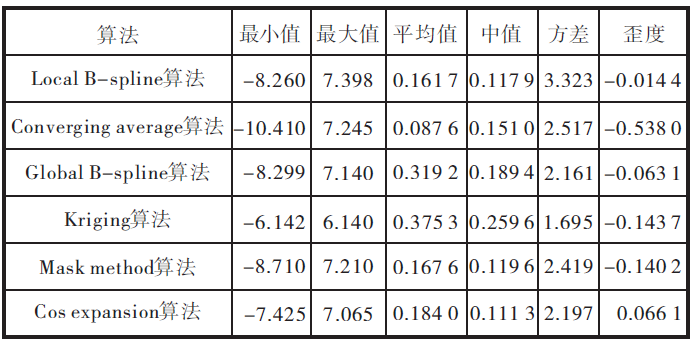 算法 最小值 最大值 平均值 中值 方差 歪度
Local B-spline算法 -8.260 7.398 0.161 7 0.117 9 3.323 -0.014 4
Converging average算法 -10.410 7.245 0.087 6 0.151 0 2.517 -0.538 0
Global B-spline算法 -8.299 7.140 0.319 2 0.189 4 2.161 -0.063 1
Kriging算法 -6.142 6.140 0.375 3 0.259 6 1.695 -0.143 7
Mask method算法 -8.710 7.210 0.167 6 0.119 6 2.419 -0.140 2
Cos expansion算法 -7.425 7.065 0.184 0 0.111 3 2.197 0.066 1